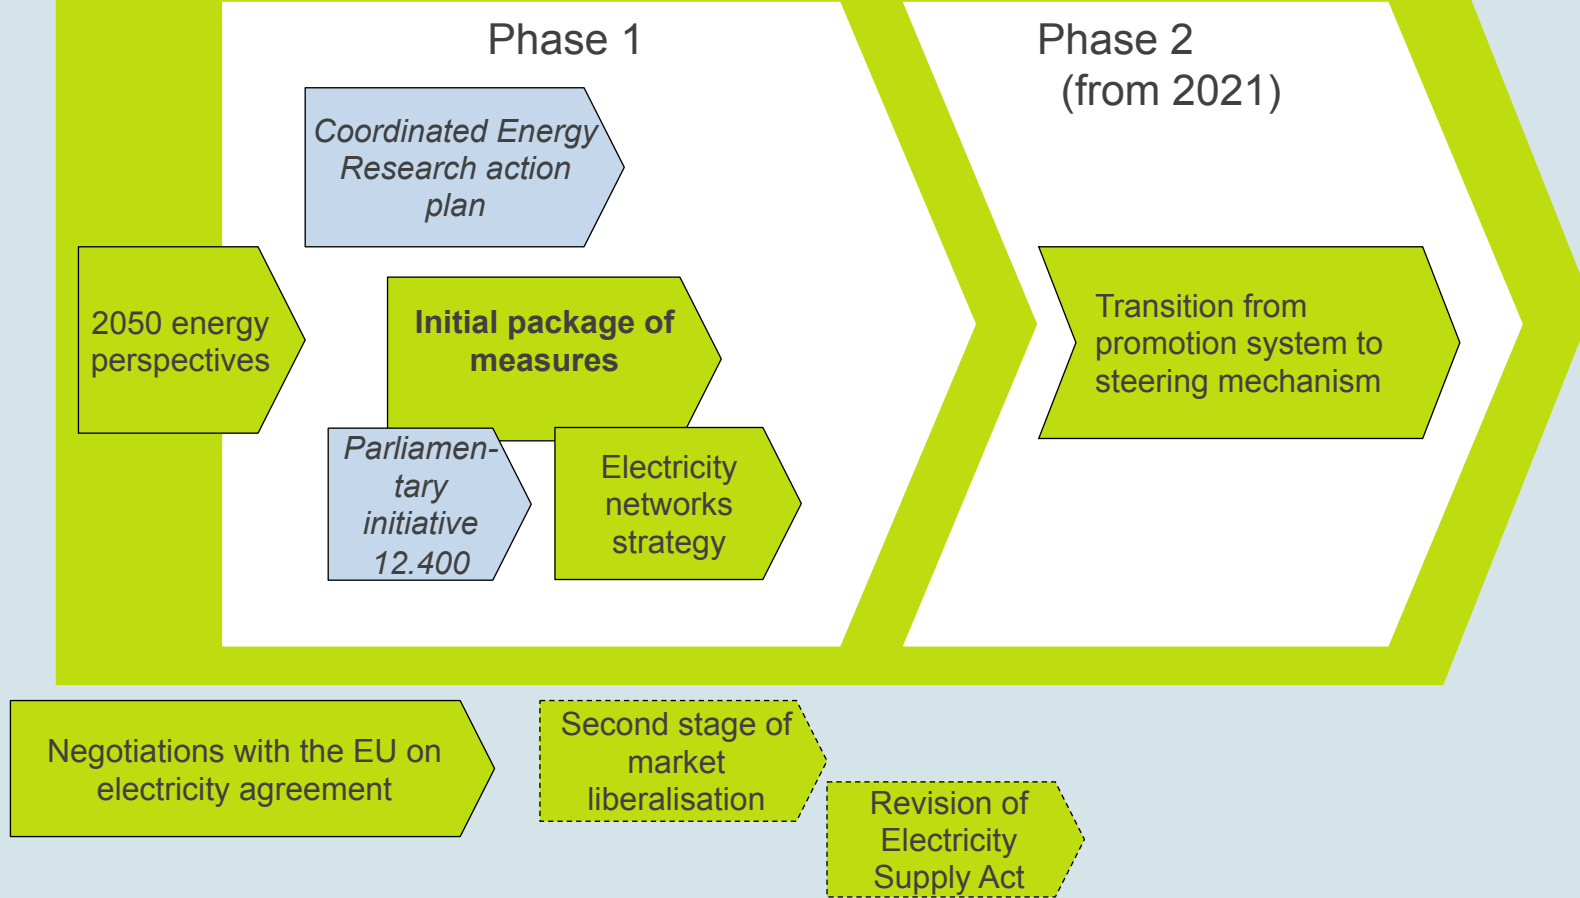 Phase 1
Phase 2
(from 2021)
Coordinated Energy
Research action
plan
2050 energy
perspectives
Initial package of
measures
Transition from
promotion system to
steering mechanism
Parliamen-
tary
initiative
12.400
Electricity
networks
strategy
Negotiations with the EU on
electricity agreement
Second stage of
market
liberalisation
Revision of
Electricity
Supply Act